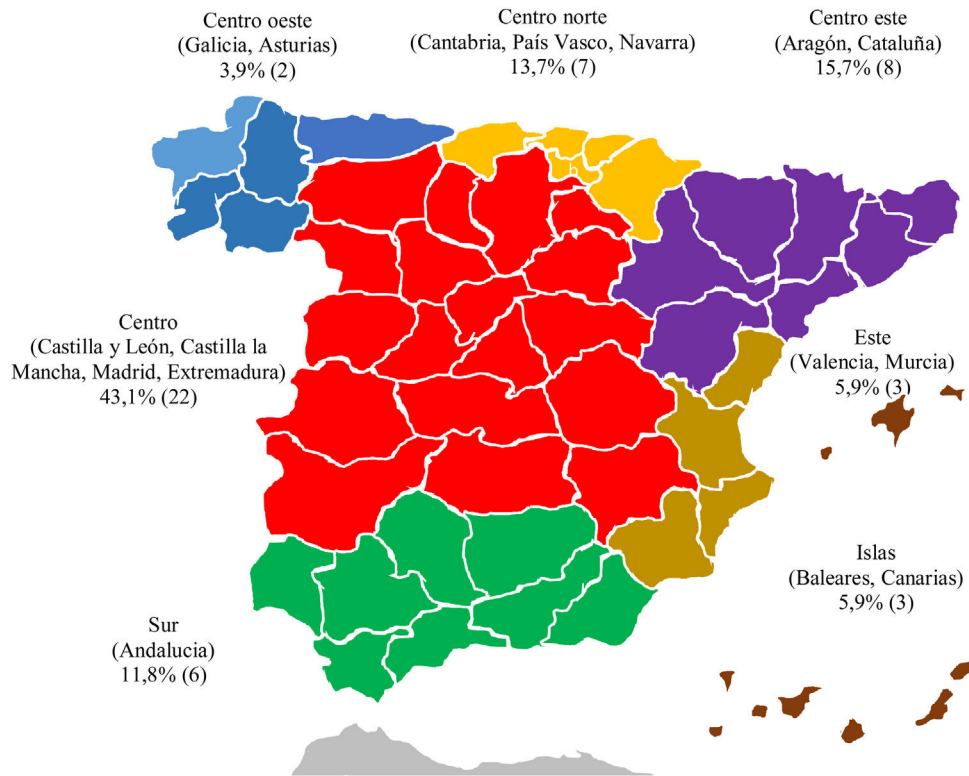 Centro oeste
(Galicia, Asturias)
3,9% (2)
Centro norte
(Cantabria, País Vasco, Navarra)
13,7% (7)
Centro este
(Aragón, Cataluña)
15,7% (8)
Centro
(Castilla y León, Castilla la
Mancha, Madrid, Extremadura)
43,1% (22)
Este
(Valencia, Murcia)
5,9% (3)
Islas
(Baleares, Canarias)
5,9% (3)
Sur
(Andalucia)
11,8% (6)